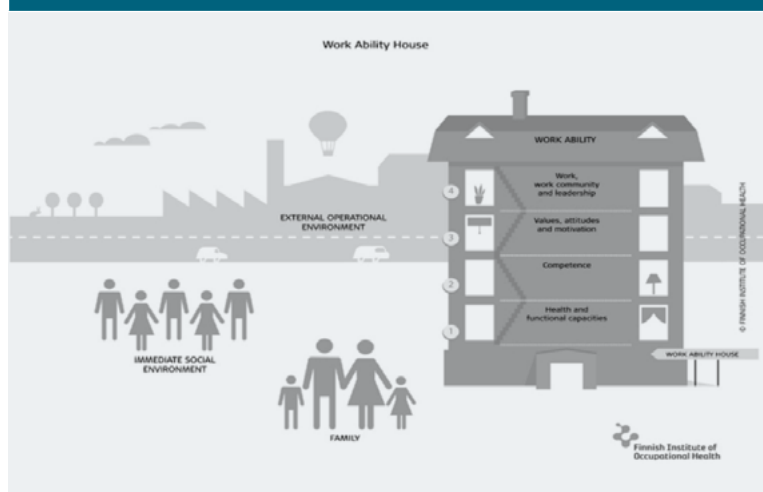 Work Ability House
WORK ABILITY
4
Work,
work community
and leadership
EXTERNAL OPERATIONAL
ENVIRONMENT
3
Values, attitudes
and motivation
2
Competence
1
Health and
functional capacities
© FINNISH INSTITUTE OF OCCUPATIONAL HEALTH
WORK ABILITY HOUSE
IMMEDIATE SOCIAL
ENVIRONMENT
FAMILY
Finnish Institute of
Occupational Health